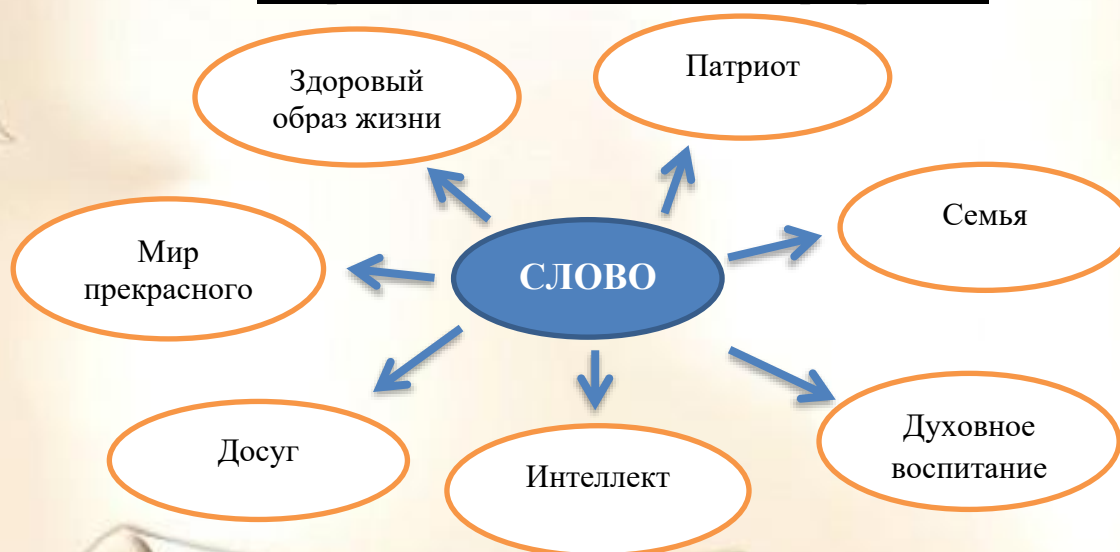 Здоровый
образ жизни
Патриот
Семья
Мир
прекрасного
СЛОВО
Досуг
Интеллект
Духовное
воспитание